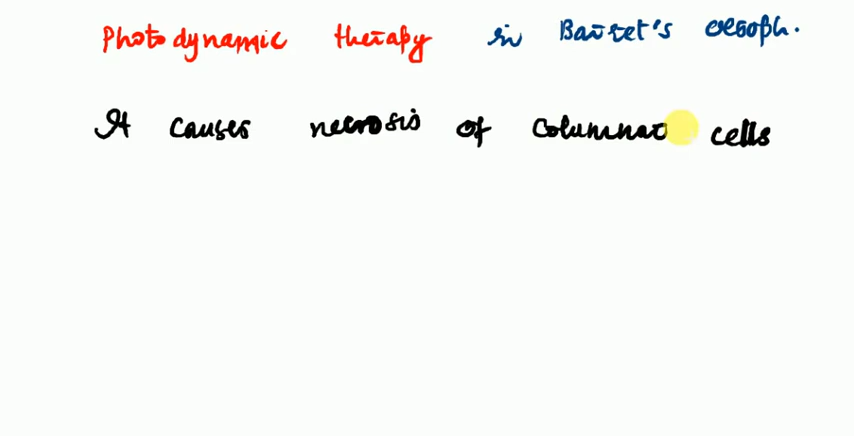 Photodynamic therapy in Barret's oesoph.
It causes necrosis of columnar cells